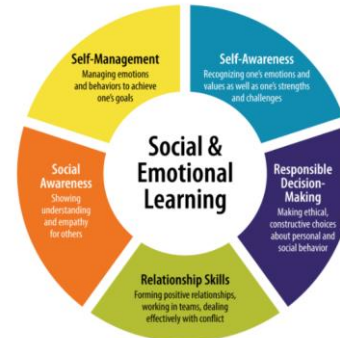 Self-Management
Managing emotions
and behaviors to achieve
one's goals
Self-Awareness
Recognizing one's emotions and
values as well as one's strengths
and challenges
Social
Awareness
Showing
understanding
and empathy
for others
Social &
Emotional
Learning
Responsible
Decision-
Making
Making ethical,
constructive choices
about personal and
social behavior
Relationship Skills
Forming positive relationships,
working in teams, dealing
effectively with conflict